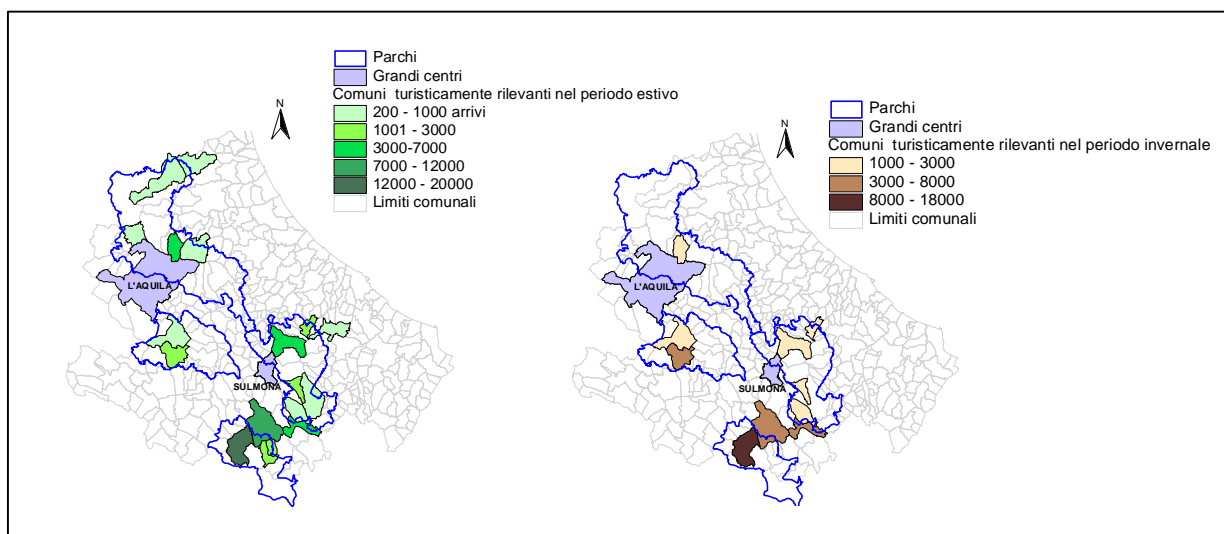 Parchi
Grandi centri
Comuni turisticamente rilevanti nel periodo estivo
200 - 1000 arrivi
1001 - 3000
3000-7000
7000 - 12000
12000 - 20000
Limiti comunali
N
L'AQUILA
SULMONA
Parchi
Grandi centri
Comuni turisticamente rilevanti nel periodo invernale
1000 - 3000
3000 - 8000
8000 - 18000
Limiti comunali
N
L'AQUILA
SULMONA